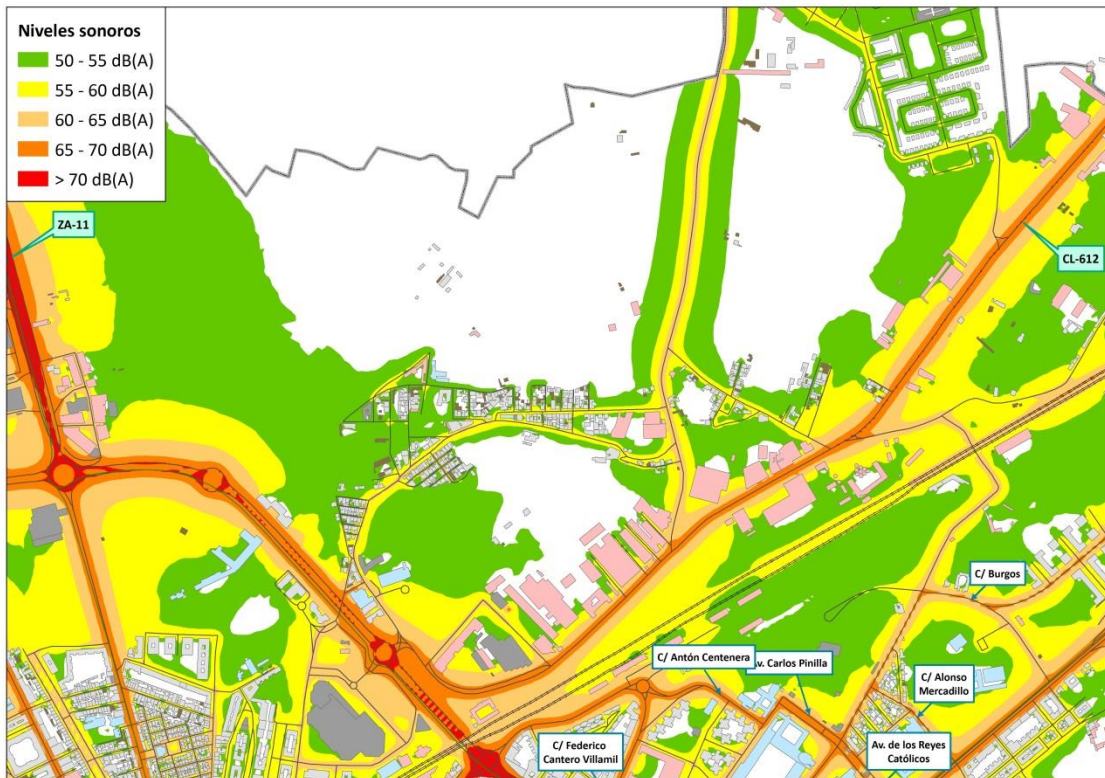 Niveles sonoros
50 - 55 dB(A)
55 - 60 dB(A)
60 - 65 dB(A)
65 - 70 dB(A)
> 70 dB(A)
ZA-11
CL-612
C/ Burgos
C/ Antón Centenera
v. Carlos Pinilla
C/ Alonso
Mercadillo
C/ Federico
Cantero Villamil
Av. de los Reyes
Católicos